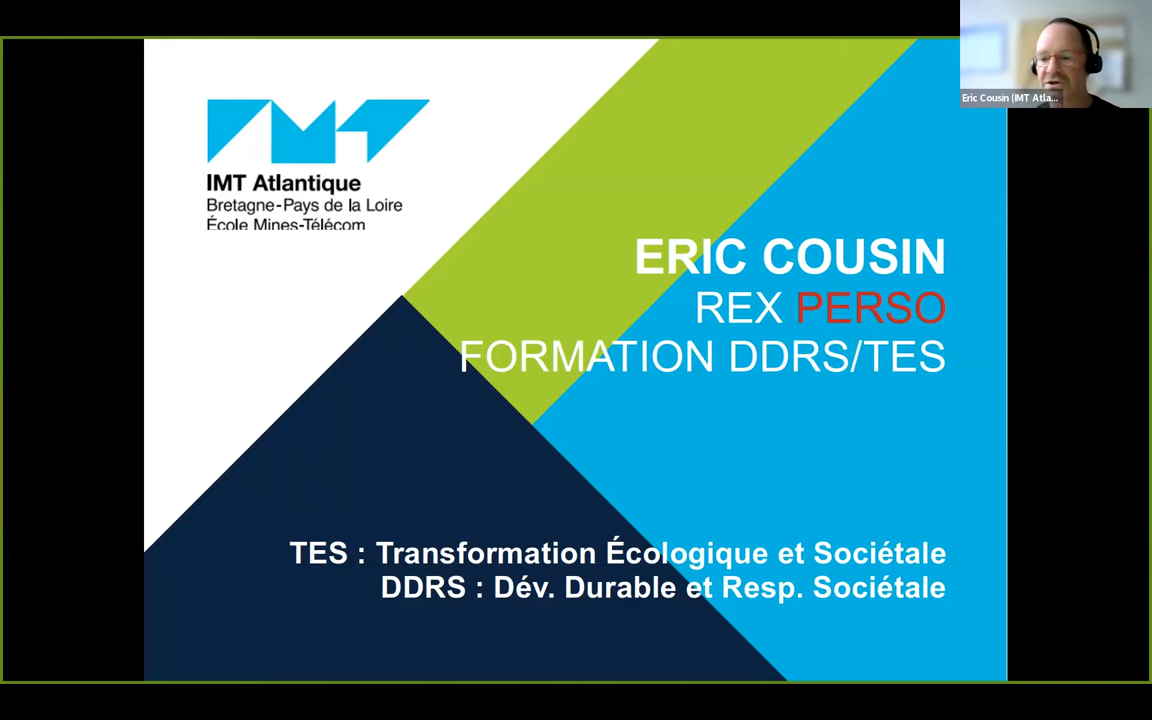 Eric Cousin (IMT Atla...
IMT Atlantique
Bretagne-Pays de la Loire
École Mines-Télécom
ERIC COUSIN
REX PERSO
FORMATION DDRS/TES
TES : Transformation Écologique et Sociétale
DDRS : Dév. Durable et Resp. Sociétale